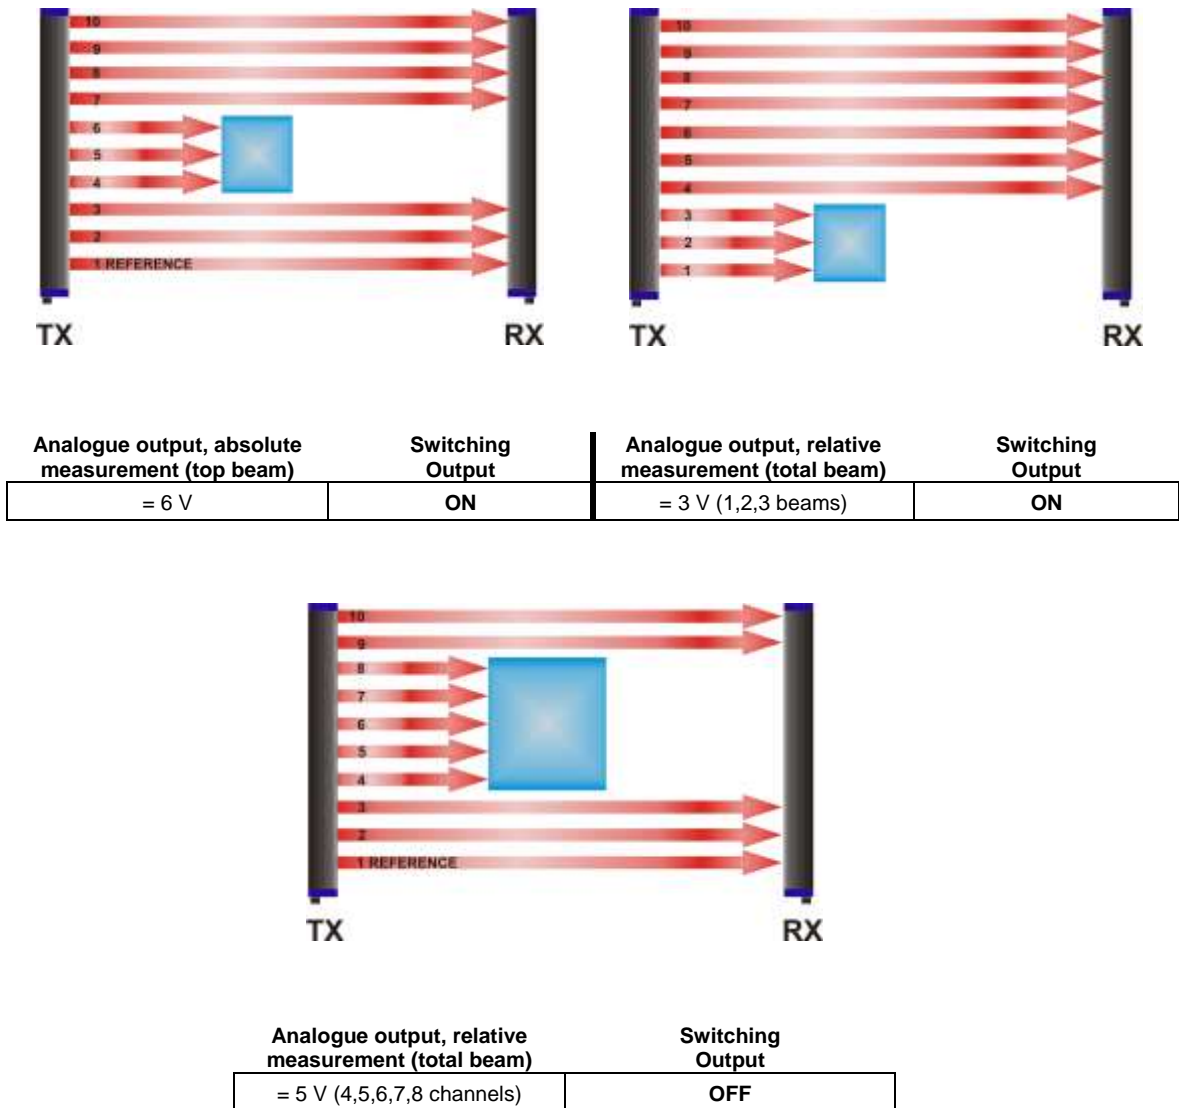 10
9
8
7
6
5
4
3
2
1 REFERENCE
TX RX
10
9
8
7
6
5
4
3
2
1
TX RX
Analogue output, absolute measurement (top beam)
Switching Output
Analogue output, relative measurement (total beam)
Switching Output
= 6 V
ON
= 3 V (1,2,3 beams)
ON
10
9
8
7
6
5
4
3
2
1 REFERENCE
TX RX
Analogue output, relative measurement (total beam)
Switching Output
= 5 V (4,5,6,7,8 channels)
OFF